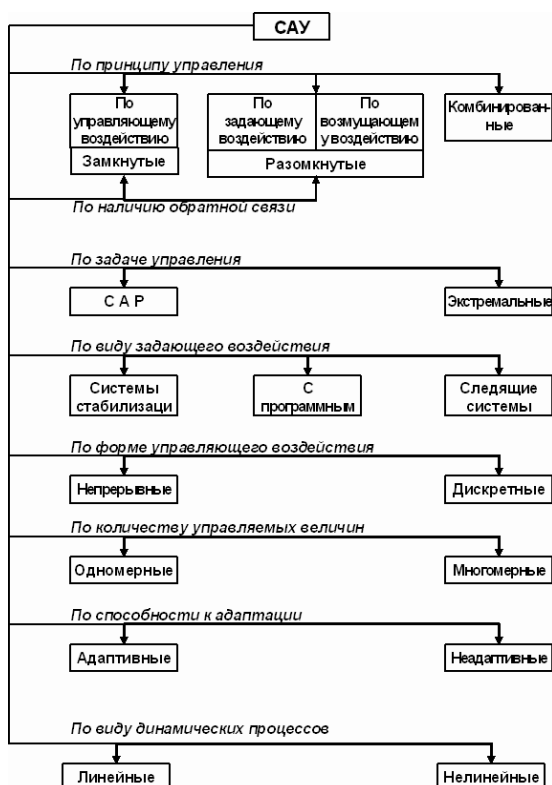 САУ
По принципу управления
По
управляющему
воздействию
Замкнутые
По
задающему
воздействию
По
возмущающем
у воздействию
Разомкнутые
Комбинирован-
ные
По наличию обратной связи
По задаче управления
С А Р
Экстремальные
По виду задающего воздействия
Системы
стабилизаци
С
программным
Следящие
системы
По форме управляющего воздействия
Непрерывные
Дискретные
По количеству управляемых величин
Одномерные
Многомерные
По способности к адаптации
Адаптивные
Неадаптивные
По виду динамических процессов
Линейные
Нелинейные